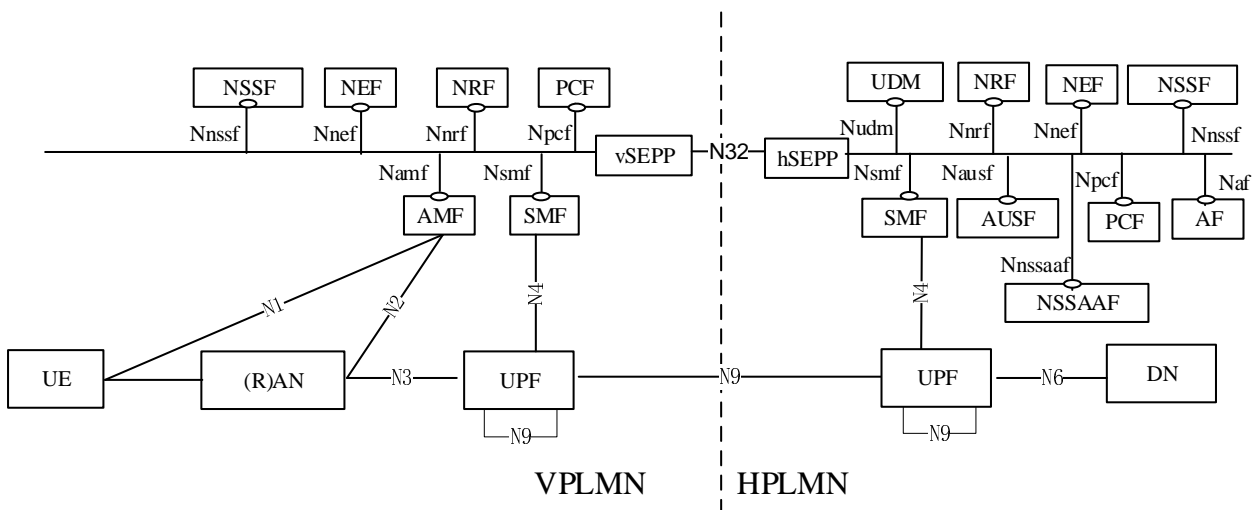 NSSF NEF NRF PCF UDM NRF NEF NSSF
Nnssf Nnef Nnrf Npcf Nudm Nnrf Nnef Nnssf
vSEPP N32 hSEPP
Namf Nsmf Nsmf Nausf Npcf Naf
AMF SMF SMF AUSF PCF AF
Nnssaaf
N1 N2 N4 N4 NSSAAF
UE (R)AN N3 UPF N9 UPF N6 DN
N9 N9
VPLMN HPLMN